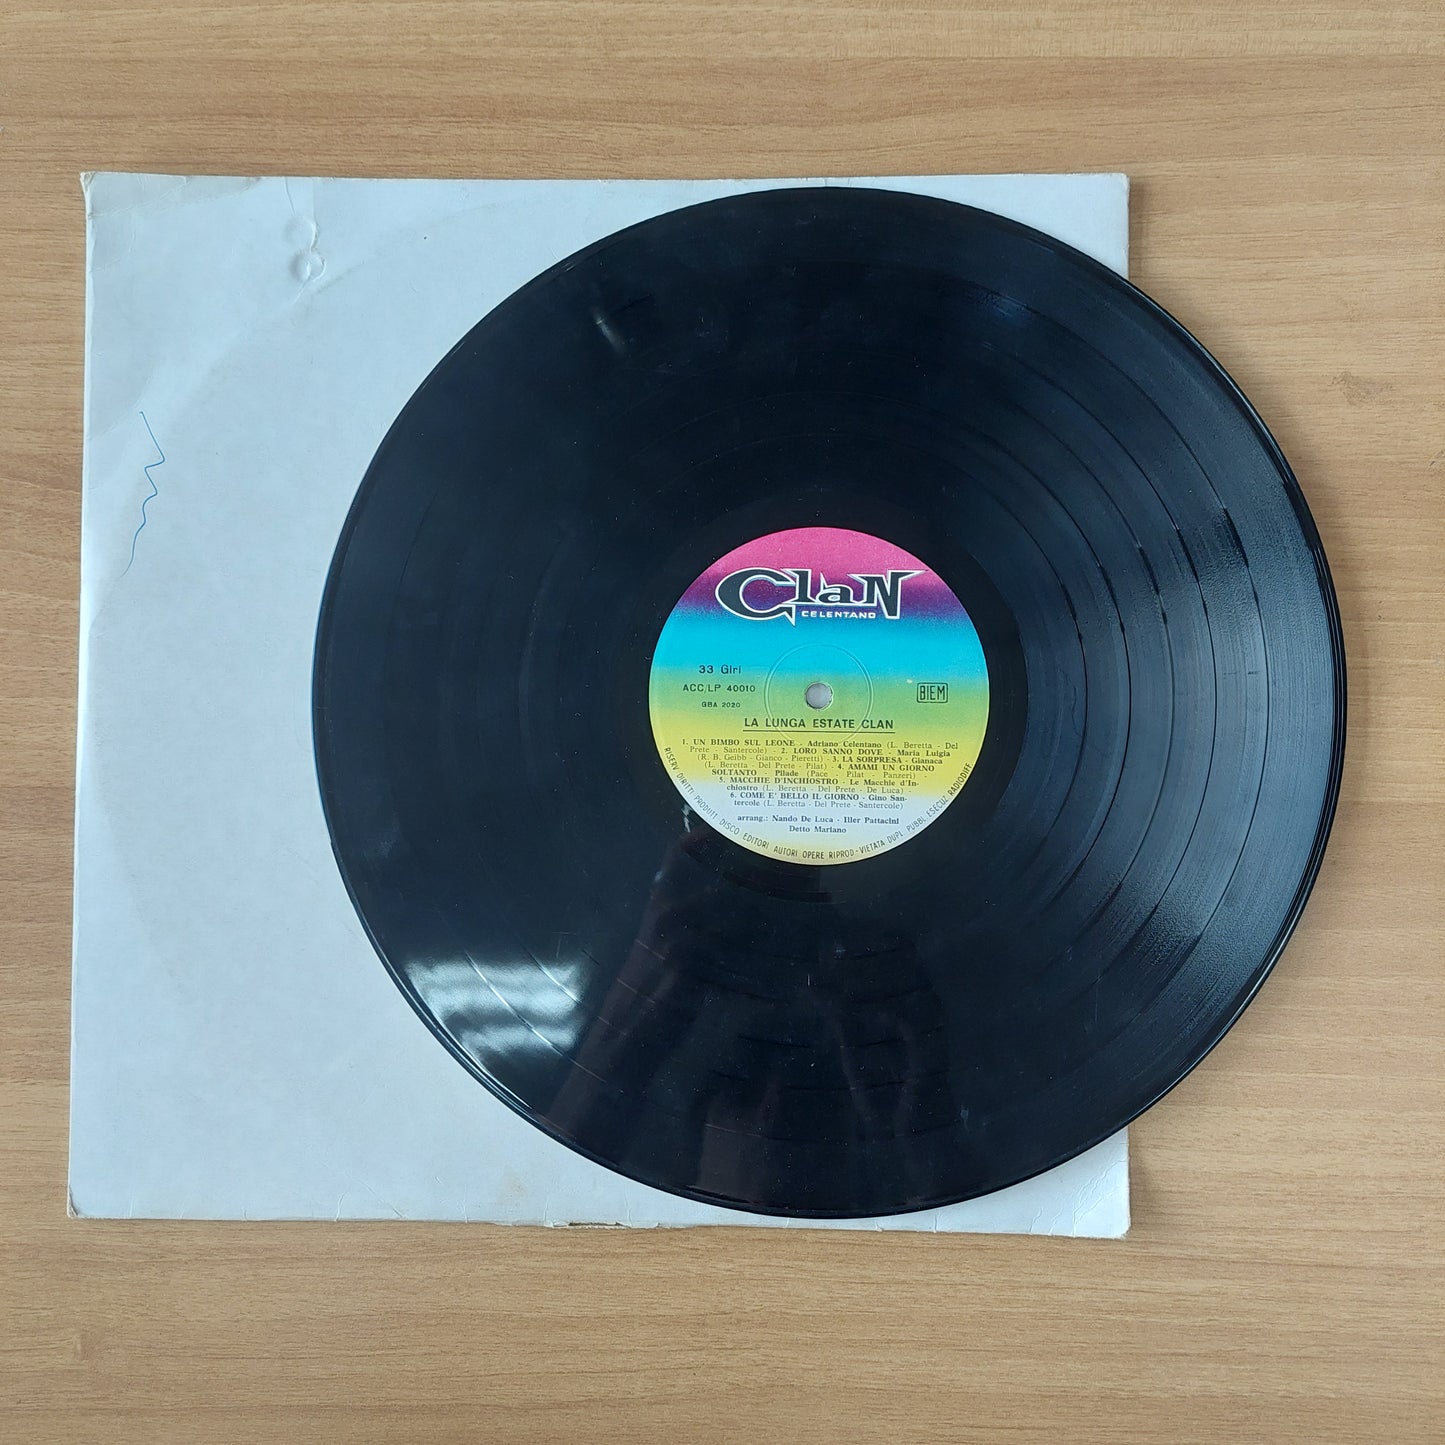 ClaN
CELENTANO
33 Giri
ACC/LP 40010
BIEM
GBA 2020
LA LUNGA ESTATE CLAN
1. UN BIMBO SUL LEONE - Adriano Celentano (L. Beretta - Del
Prete - Santercole) - 2. LORO SANNO DOVE - Maria Luigia
(R. B. Geibb - Gianco - Pieretti) - 3. LA SORPRESA - Gianaca
(L. Beretta - Del Prete - Pilat) - 4. AMAMI UN GIORNO
SOLTANTO - Pilade (Pace - Pilat - Panzeri)
5. MACCHIE D'INCHIOSTRO - Le Macchie d'In-
chiostro (L. Beretta - Del Prete - De Luca) -
6. COME E' BELLO IL GIORNO - Gino San-
tercole (L. Beretta - Del Prete - Santercole)
arrang.: Nando De Luca - Iller Pattacini
Detto Mariano
RISERV. DIRITTI PRODUTT. DISCO EDITORI AUTORI OPERE RIPROD - VIETATA DUPL. PUBBL. ESECUZ. RADIODIFF.